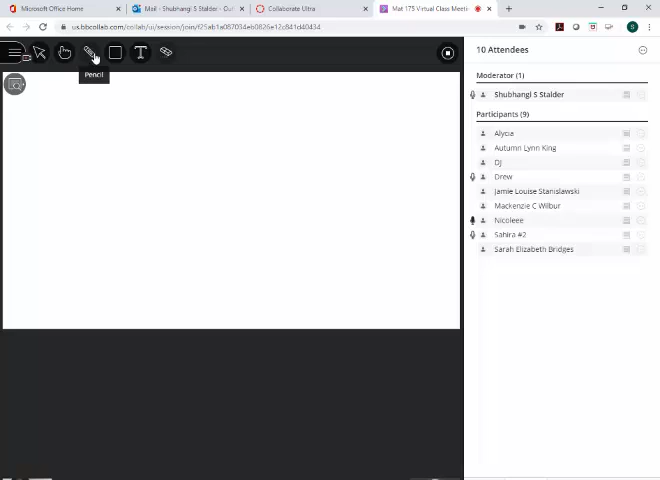 Microsoft Office Home
Mail - Shubhangi S Stalder - Out
Collaborate Ultra
Mat 175 Virtual Class Meeti
us.bbcollab.com/collab/ui/session/join/f25ab1a087034eb0826e12c841d40434
S
T
Pencil
10 Attendees
Moderator (1)
Shubhangi S Stalder
Participants (9)
Alycia
Autumn Lynn King
DJ
Drew
Jamie Louise Stanislawski
Mackenzie C Wilbur
Nicoleee
Sahira #2
Sarah Elizabeth Bridges